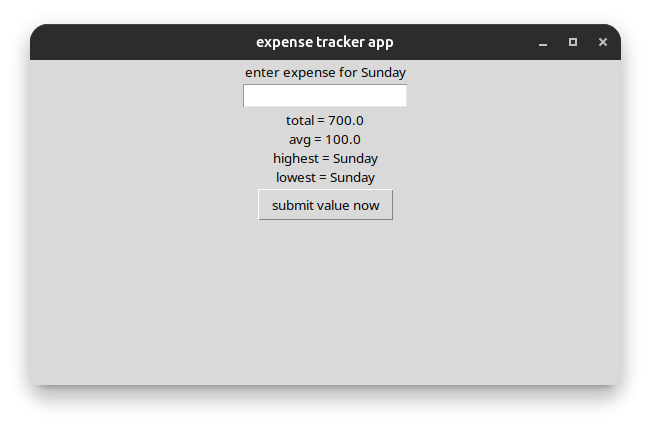 expense tracker app
enter expense for Sunday
total = 700.0
avg = 100.0
highest = Sunday
lowest = Sunday
submit value now